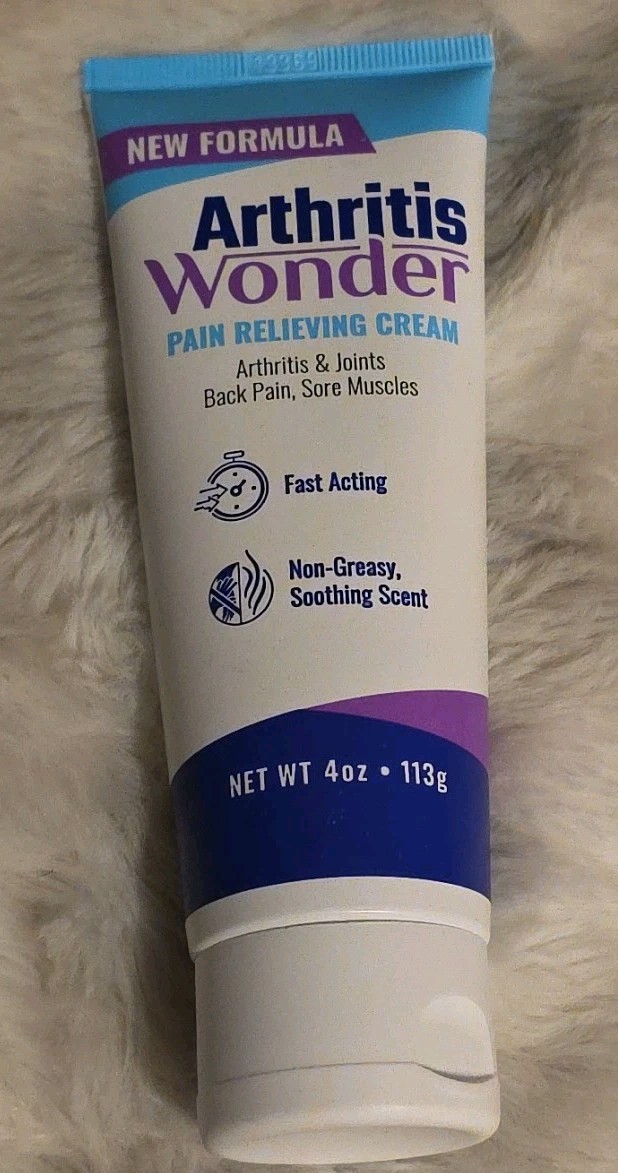 NEW FORMULA
Arthritis
Wonder
PAIN RELIEVING CREAM
Arthritis & Joints
Back Pain, Sore Muscles
Fast Acting
Non-Greasy,
Soothing Scent
NET WT 4oz • 113g